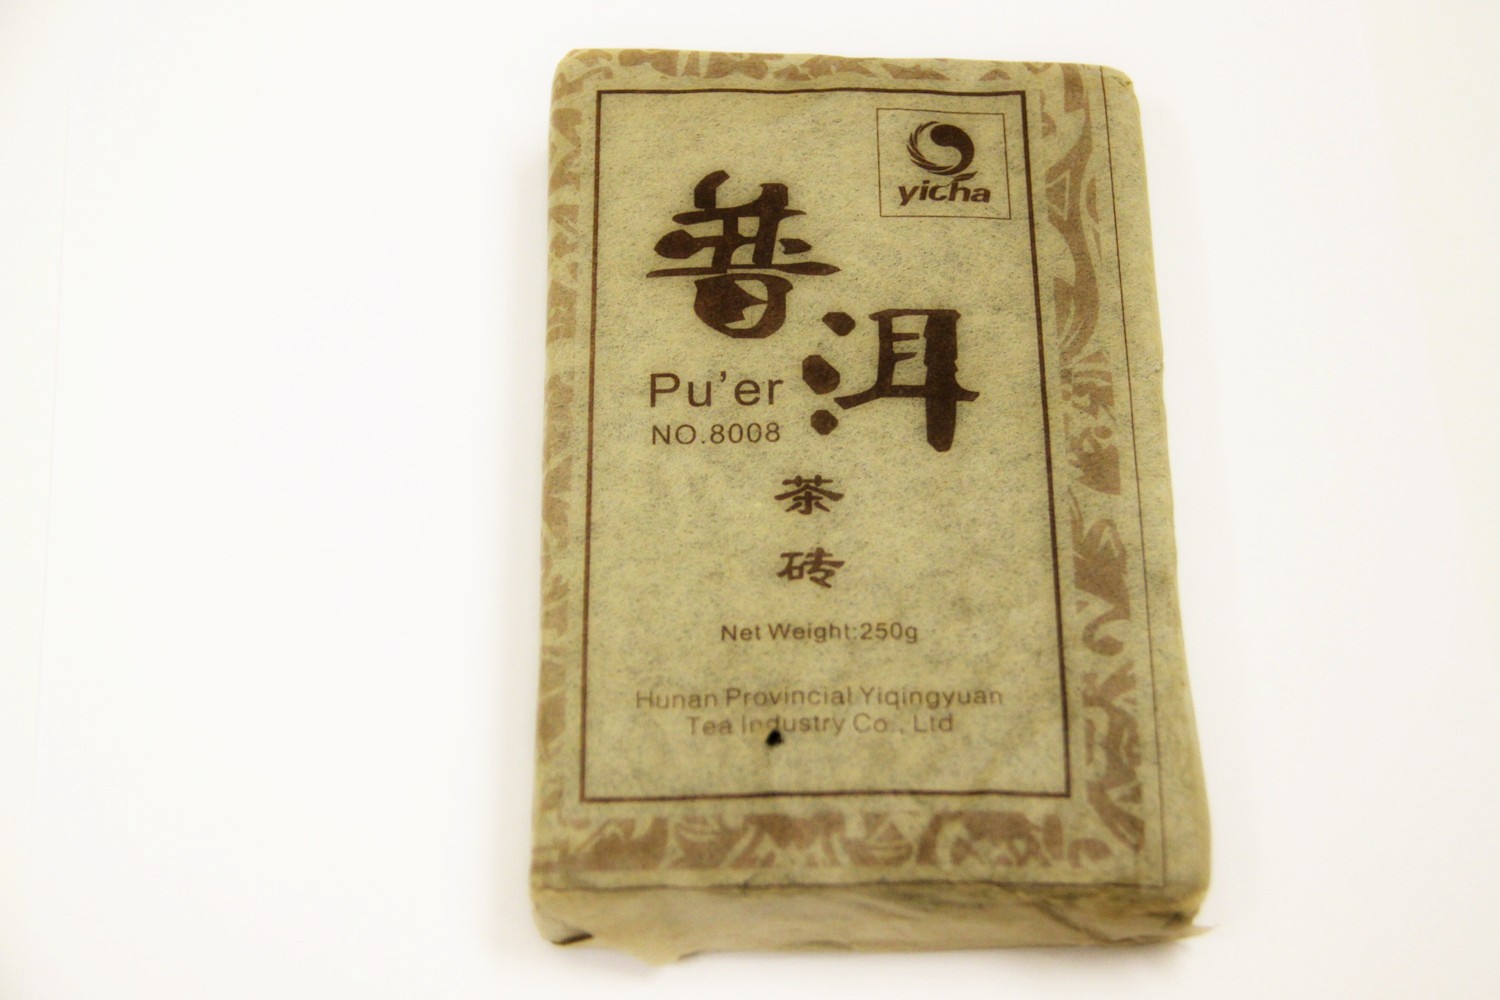 yicha
普洱
Pu'er
NO.8008
茶
砖
Net Weight:250g
Hunan Provincial Yiqingyuan
Tea Industry Co., Ltd